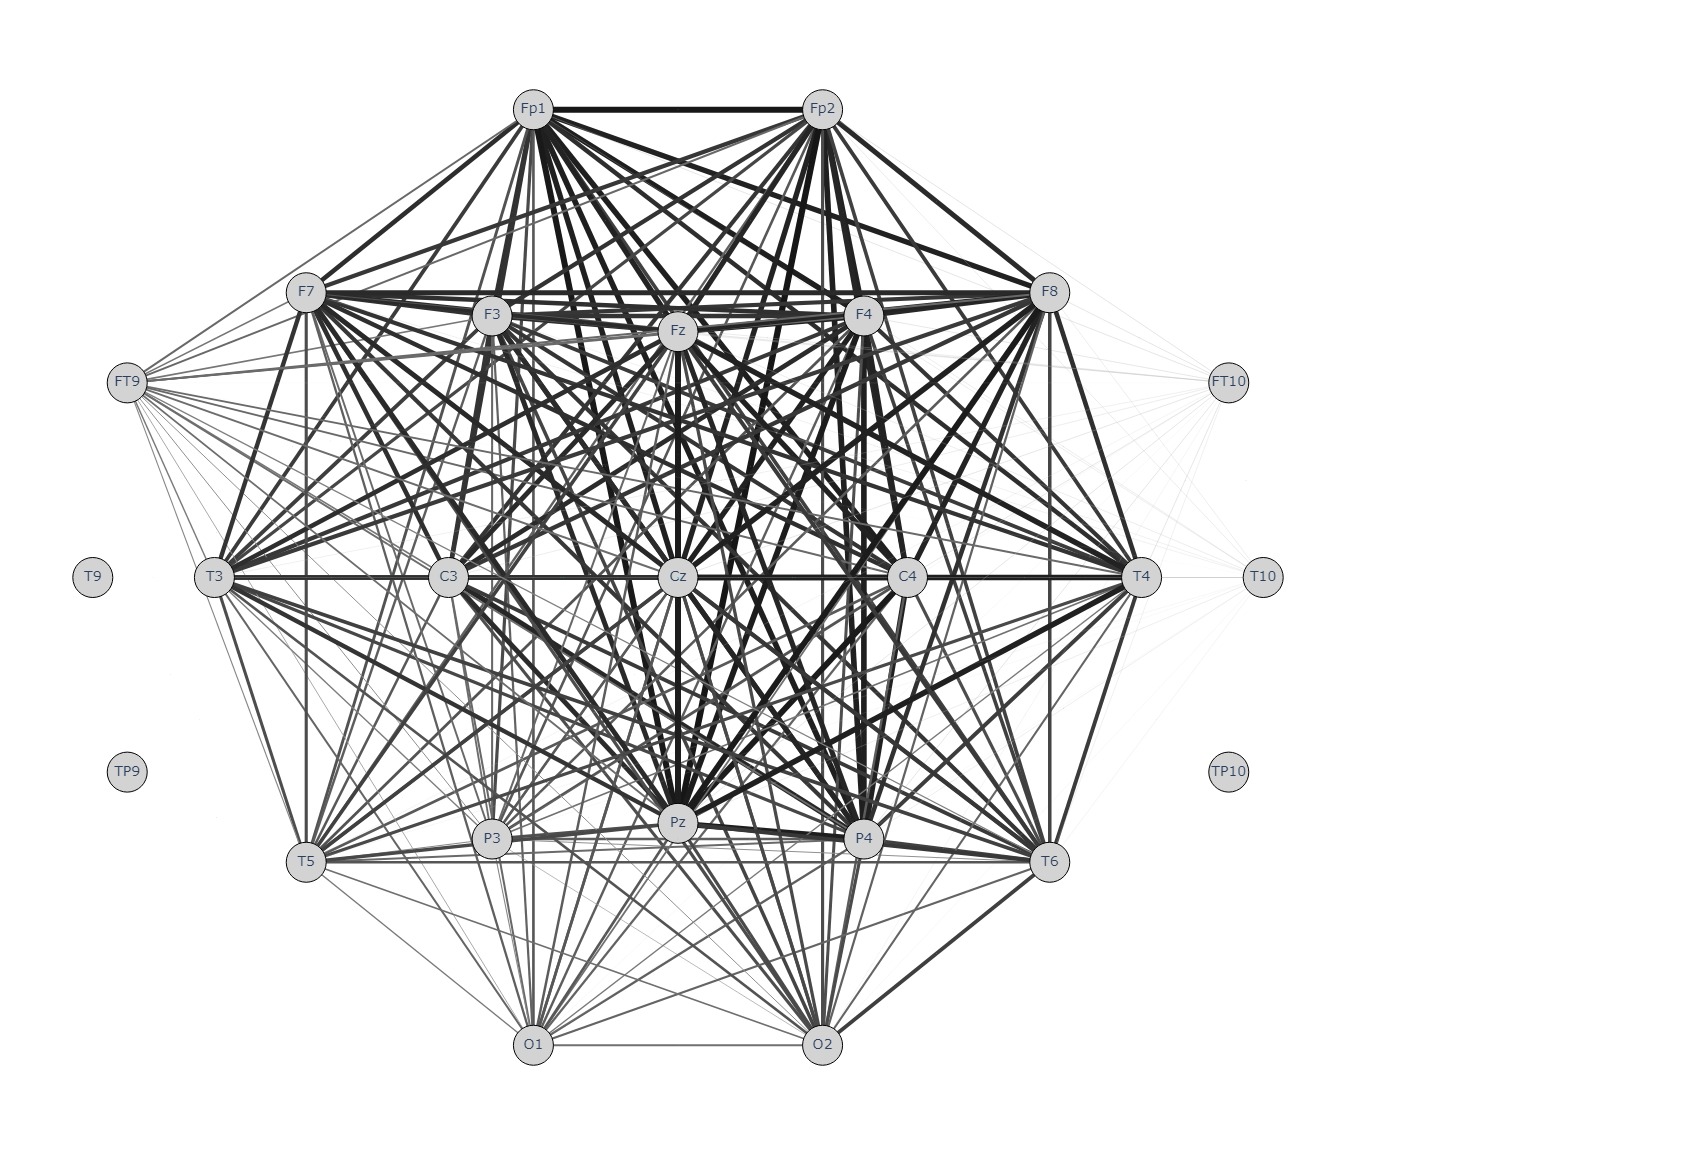 Fp1 Fp2
F7 F3 Fz F4 F8
FT9 FT10
T9 T3 C3 Cz C4 T4 T10
TP9 TP10
T5 P3 Pz P4 T6
O1 O2